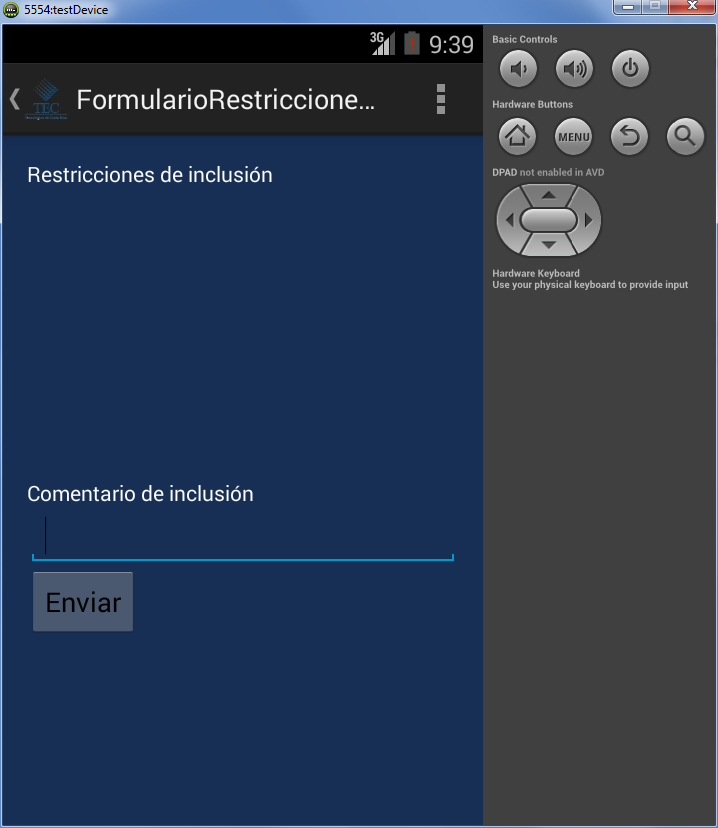 5554:testDevice
3G
9:39
TEC
FormularioRestriccione...
Restricciones de inclusión
Comentario de inclusión
Enviar
Basic Controls
Hardware Buttons
MENU
DPAD not enabled in AVD
Hardware Keyboard
Use your physical keyboard to provide input